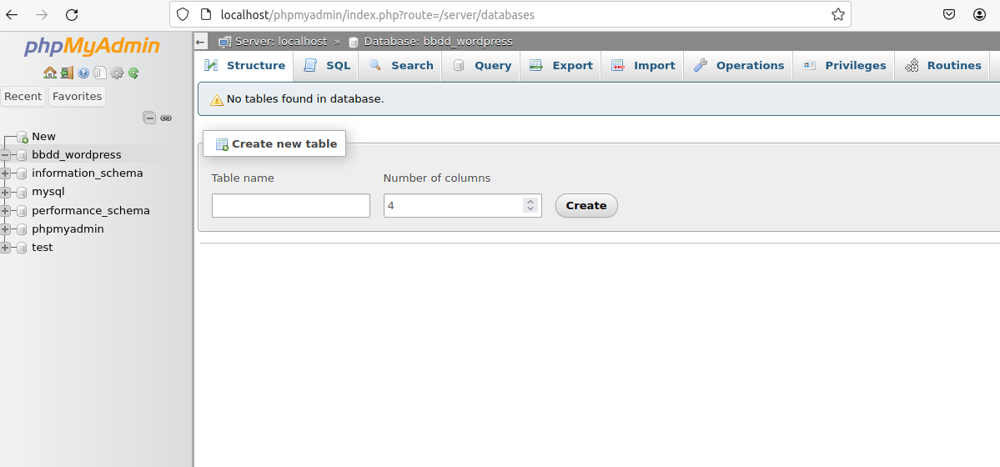 localhost/phpmyadmin/index.php?route=/server/databases
phpMyAdmin
Recent Favorites
New
bbdd_wordpress
information_schema
mysql
performance_schema
phpmyadmin
test
Server: localhost » Database: bbdd_wordpress
Structure SQL Search Query Export Import Operations Privileges Routines
No tables found in database.
Create new table
Table name Number of columns
4 Create